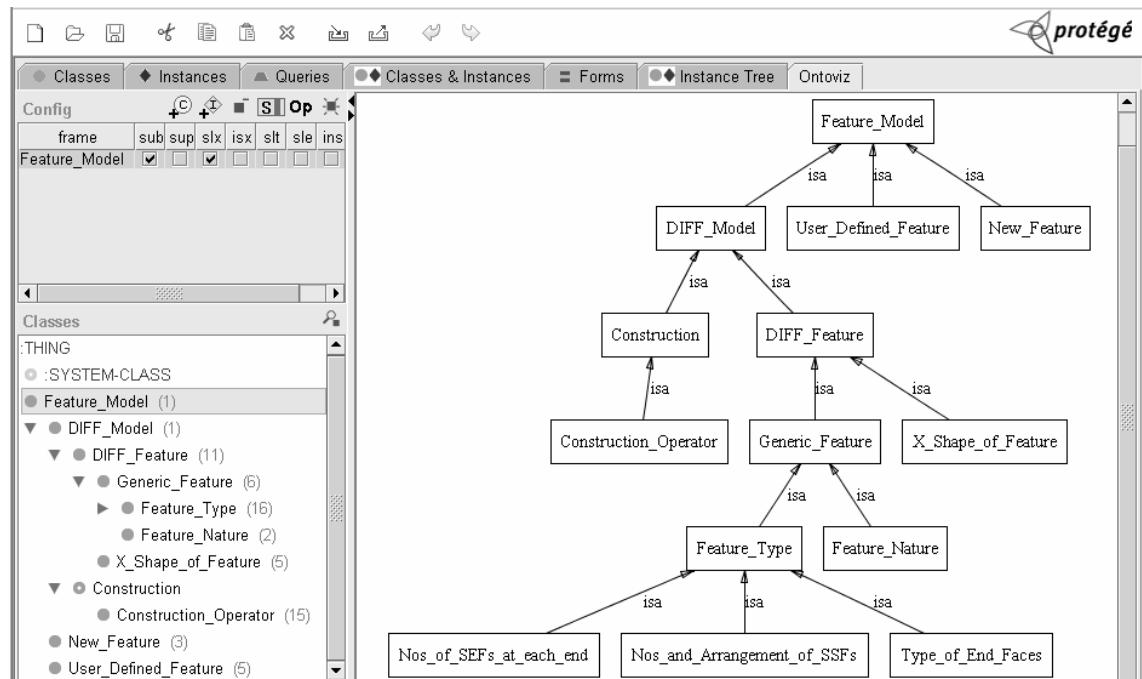 protégé
Classes Instances Queries Classes & Instances Forms Instance Tree Ontoviz
Config C I S Op
frame sub sup slx isx slt sle ins
Feature_Model
Classes
:THING
:SYSTEM-CLASS
Feature_Model (1)
DIFF_Model (1)
DIFF_Feature (11)
Generic_Feature (6)
Feature_Type (16)
Feature_Nature (2)
X_Shape_of_Feature (5)
Construction
Construction_Operator (15)
New_Feature (3)
User_Defined_Feature (5)
Feature_Model
isa isa isa
DIFF_Model User_Defined_Feature New_Feature
isa isa
Construction DIFF_Feature
isa isa isa
Construction_Operator Generic_Feature X_Shape_of_Feature
isa isa
Feature_Type Feature_Nature
isa isa isa
Nos_of_SEFs_at_each_end Nos_and_Arrangement_of_SSFs Type_of_End_Faces